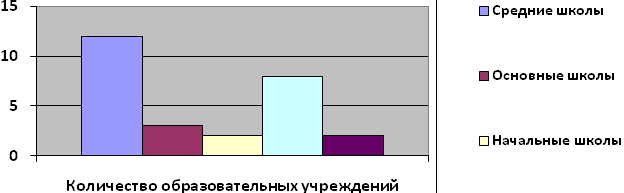 15
10
5
0
Количество образовательных учреждений
Средние школы
Основные школы
Начальные школы